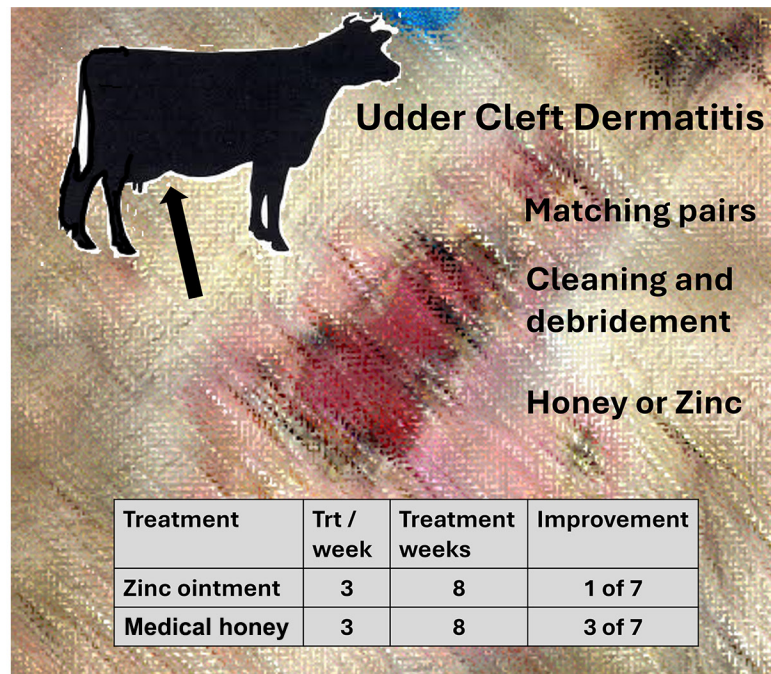 Udder Cleft Dermatitis
Matching pairs
Cleaning and
debridement
Honey or Zinc
Treatment Trt / week Treatment weeks Improvement
Zinc ointment 3 8 1 of 7
Medical honey 3 8 3 of 7